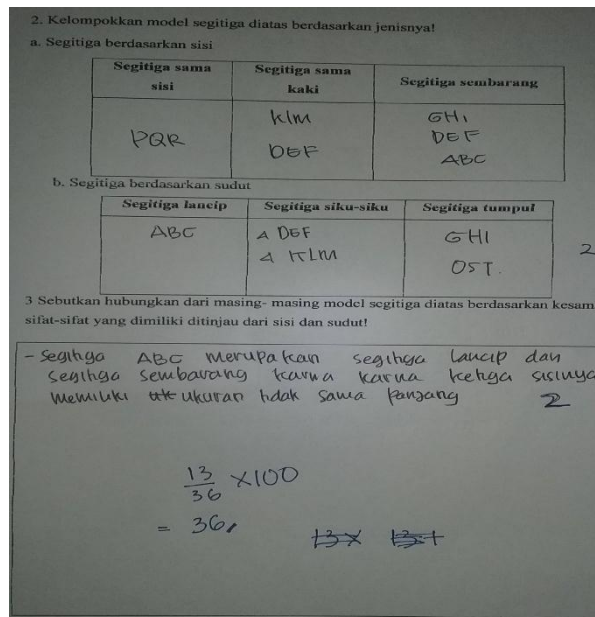 2. Kelompokkan model segitiga diatas berdasarkan jenisnya!
a. Segitiga berdasarkan sisi
Segitiga sama sisi
Segitiga sama kaki
Segitiga sembarang
PQR
Klm
DEF
GHI
DEF
ABC
b. Segitiga berdasarkan sudut
Segitiga lancip
Segitiga siku-siku
Segitiga tumpul
ABC
△ DEF
△ KLM
GHI
OST.
2
3 Sebutkan hubungkan dari masing- masing model segitiga diatas berdasarkan kesam
sifat-sifat yang dimiliki ditinjau dari sisi dan sudut!
- Segitiga ABC merupakan segitiga lancip dan
segitiga sembarang karna karna ketiga sisinya
memiliki ukuran tidak sama panjang
2
13/36 × 100
= 36,